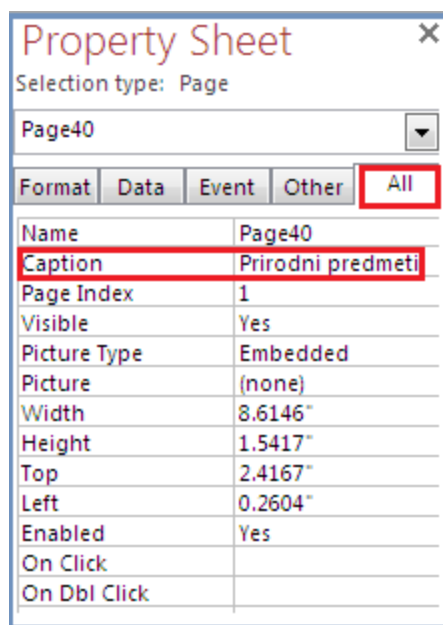 Property Sheet
Selection type: Page
Page40
Format Data Event Other All
Name Page40
Caption Prirodni predmeti
Page Index 1
Visible Yes
Picture Type Embedded
Picture (none)
Width 8.6146"
Height 1.5417"
Top 2.4167"
Left 0.2604"
Enabled Yes
On Click
On Dbl Click